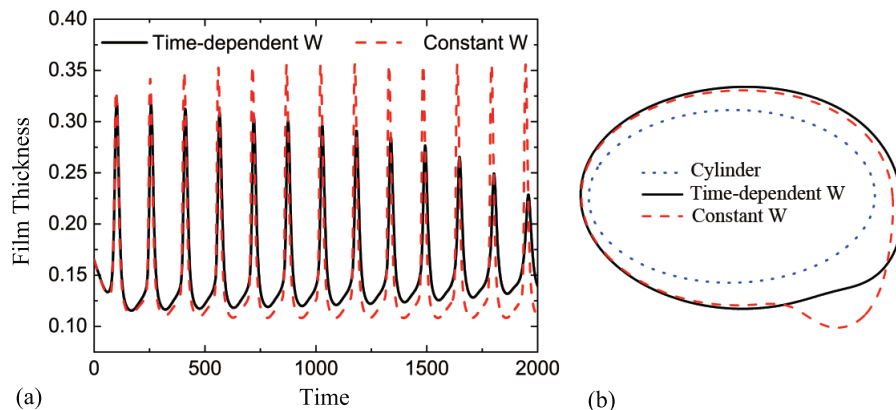 0.40
0.35
0.30
0.25
0.20
0.15
0.10
Film Thickness
Time-dependent W
Constant W
0
500
1000
1500
2000
Time
(a)
Cylinder
Time-dependent W
Constant W
(b)